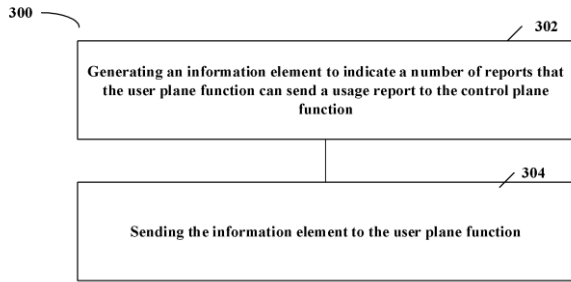 300
302
Generating an information element to indicate a number of reports that
the user plane function can send a usage report to the control plane
function
304
Sending the information element to the user plane function